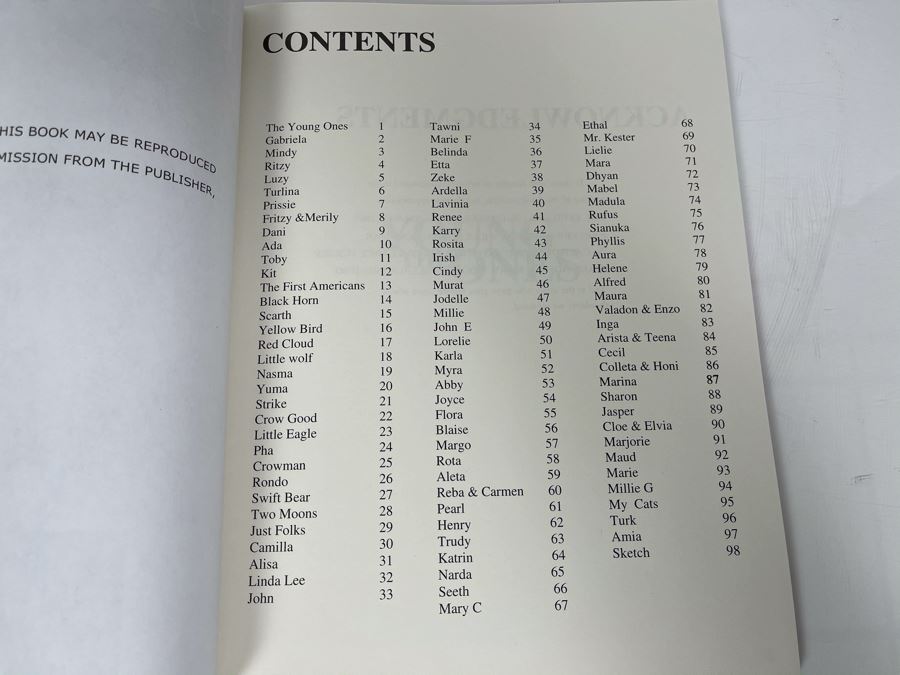 HIS BOOK MAY BE REPRODUCED
MISSION FROM THE PUBLISHER,
CONTENTS
The Young Ones 1
Gabriela 2
Mindy 3
Ritzy 4
Luzy 5
Turlina 6
Prissie 7
Fritzy &Merily 8
Dani 9
Ada 10
Toby 11
Kit 12
The First Americans 13
Black Horn 14
Scarth 15
Yellow Bird 16
Red Cloud 17
Little wolf 18
Nasma 19
Yuma 20
Strike 21
Crow Good 22
Little Eagle 23
Pha 24
Crowman 25
Rondo 26
Swift Bear 27
Two Moons 28
Just Folks 29
Camilla 30
Alisa 31
Linda Lee 32
John 33
Tawni 34
Marie F 35
Belinda 36
Etta 37
Zeke 38
Ardella 39
Lavinia 40
Renee 41
Karry 42
Rosita 43
Irish 44
Cindy 45
Murat 46
Jodelle 47
Millie 48
John E 49
Lorelie 50
Karla 51
Myra 52
Abby 53
Joyce 54
Flora 55
Blaise 56
Margo 57
Rota 58
Aleta 59
Reba & Carmen 60
Pearl 61
Henry 62
Trudy 63
Katrin 64
Narda 65
Seeth 66
Mary C 67
Ethal 68
Mr. Kester 69
Lielie 70
Mara 71
Dhyan 72
Mabel 73
Madula 74
Rufus 75
Sianuka 76
Phyllis 77
Aura 78
Helene 79
Alfred 80
Maura 81
Valadon & Enzo 82
Inga 83
Arista & Teena 84
Cecil 85
Colleta & Honi 86
Marina 87
Sharon 88
Jasper 89
Cloe & Elvia 90
Marjorie 91
Maud 92
Marie 93
Millie G 94
My Cats 95
Turk 96
Amia 97
Sketch 98